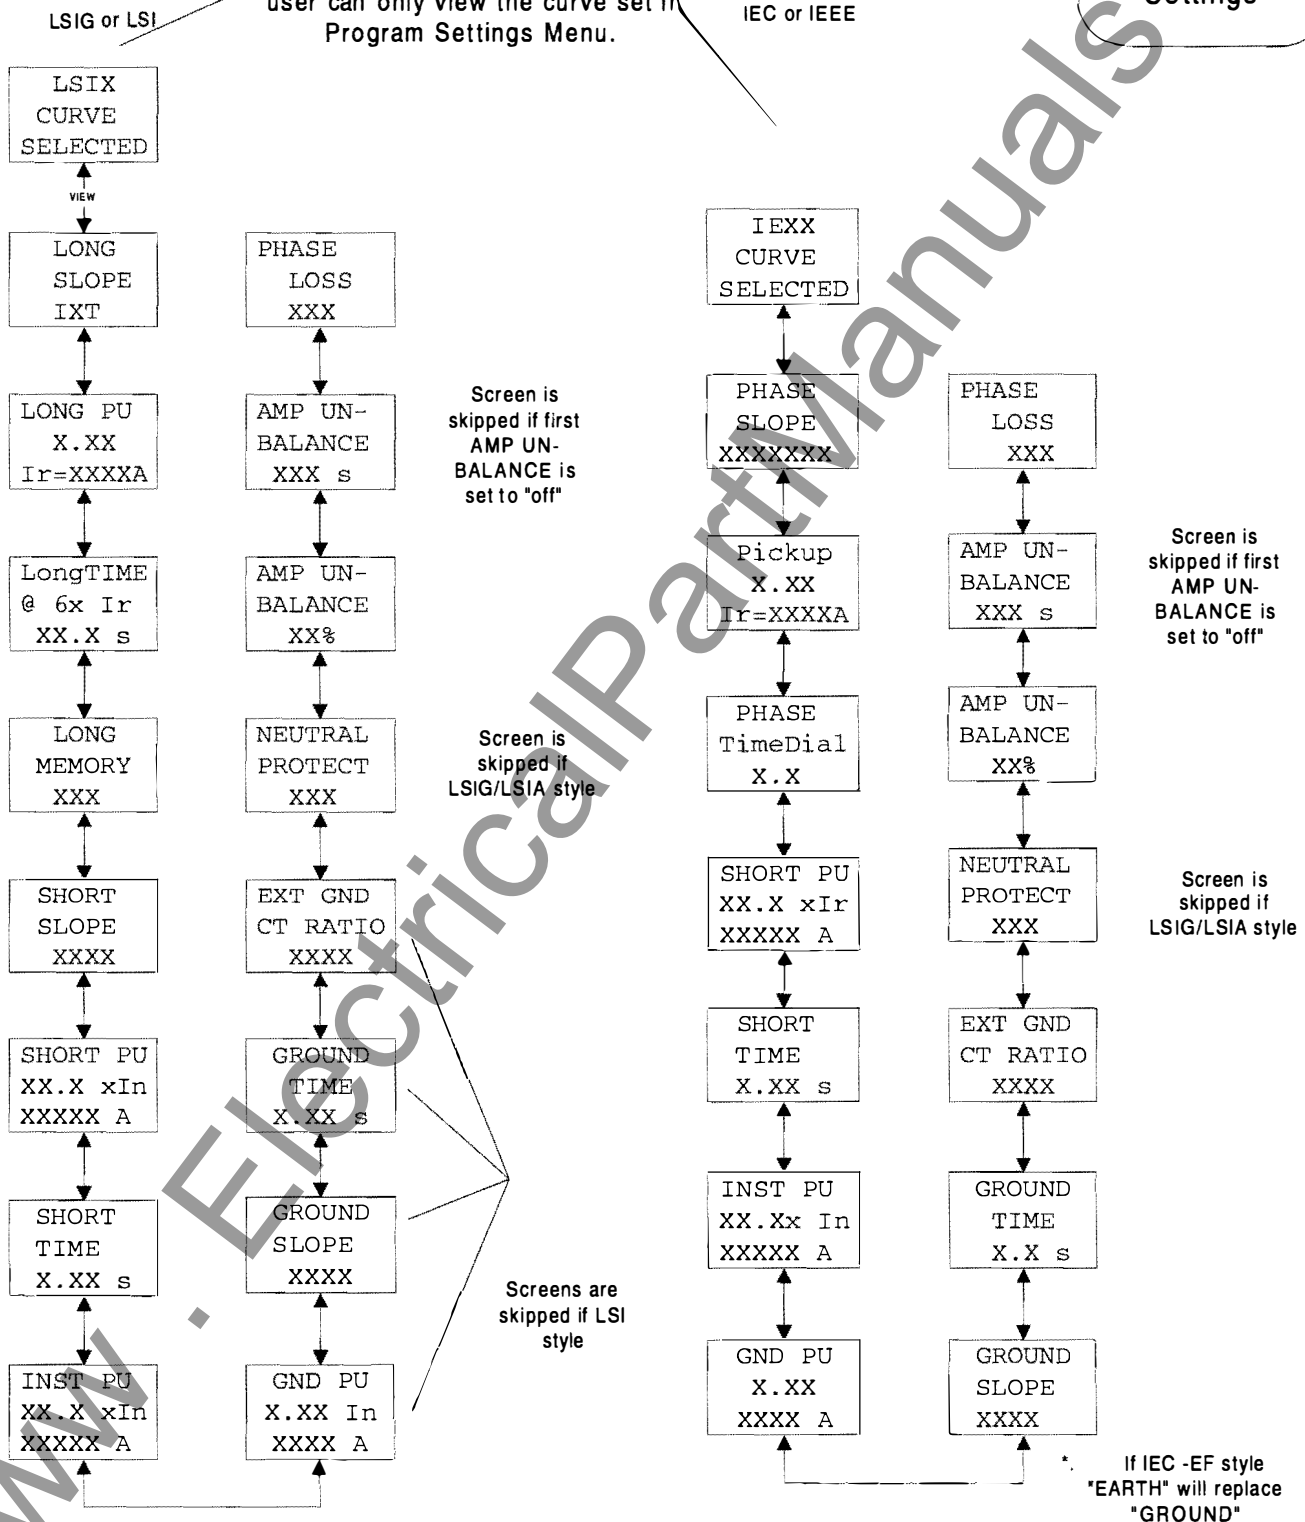 LSIG or LSI
user can only view the curve set in
Program Settings Menu.
IEC or IEEE
Settings
LSIX
CURVE
SELECTED
VIEW
LONG
SLOPE
IXT
LONG PU
X.XX
Ir=XXXXA
LongTIME
@ 6x Ir
XX.X s
LONG
MEMORY
XXX
SHORT
SLOPE
XXXX
SHORT PU
XX.X xIn
XXXXX A
SHORT
TIME
X.XX s
INST PU
XX.X xIn
XXXXX A
PHASE
LOSS
XXX
AMP UN-
BALANCE
XXX s
AMP UN-
BALANCE
XX%
NEUTRAL
PROTECT
XXX
EXT GND
CT RATIO
XXXX
GROUND
TIME
X.XX s
GROUND
SLOPE
XXXX
GND PU
X.XX In
XXXX A
Screen is
skipped if first
AMP UN-
BALANCE is
set to "off"
Screen is
skipped if
LSIG/LSIA style
Screens are
skipped if LSI
style
IEXX
CURVE
SELECTED
PHASE
SLOPE
XXXXXXX
Pickup
X.XX
Ir=XXXXA
PHASE
TimeDial
X.X
SHORT PU
XX.X xIr
XXXXX A
SHORT
TIME
X.XX s
INST PU
XX.Xx In
XXXXX A
GND PU
X.XX
XXXX A
PHASE
LOSS
XXX
AMP UN-
BALANCE
XXX s
AMP UN-
BALANCE
XX%
NEUTRAL
PROTECT
XXX
EXT GND
CT RATIO
XXXX
GROUND
TIME
X.X s
GROUND
SLOPE
XXXX
Screen is
skipped if first
AMP UN-
BALANCE is
set to "off"
Screen is
skipped if
LSIG/LSIA style
*. If IEC -EF style
"EARTH" will replace
"GROUND"
ww . ElectricalPartManuals